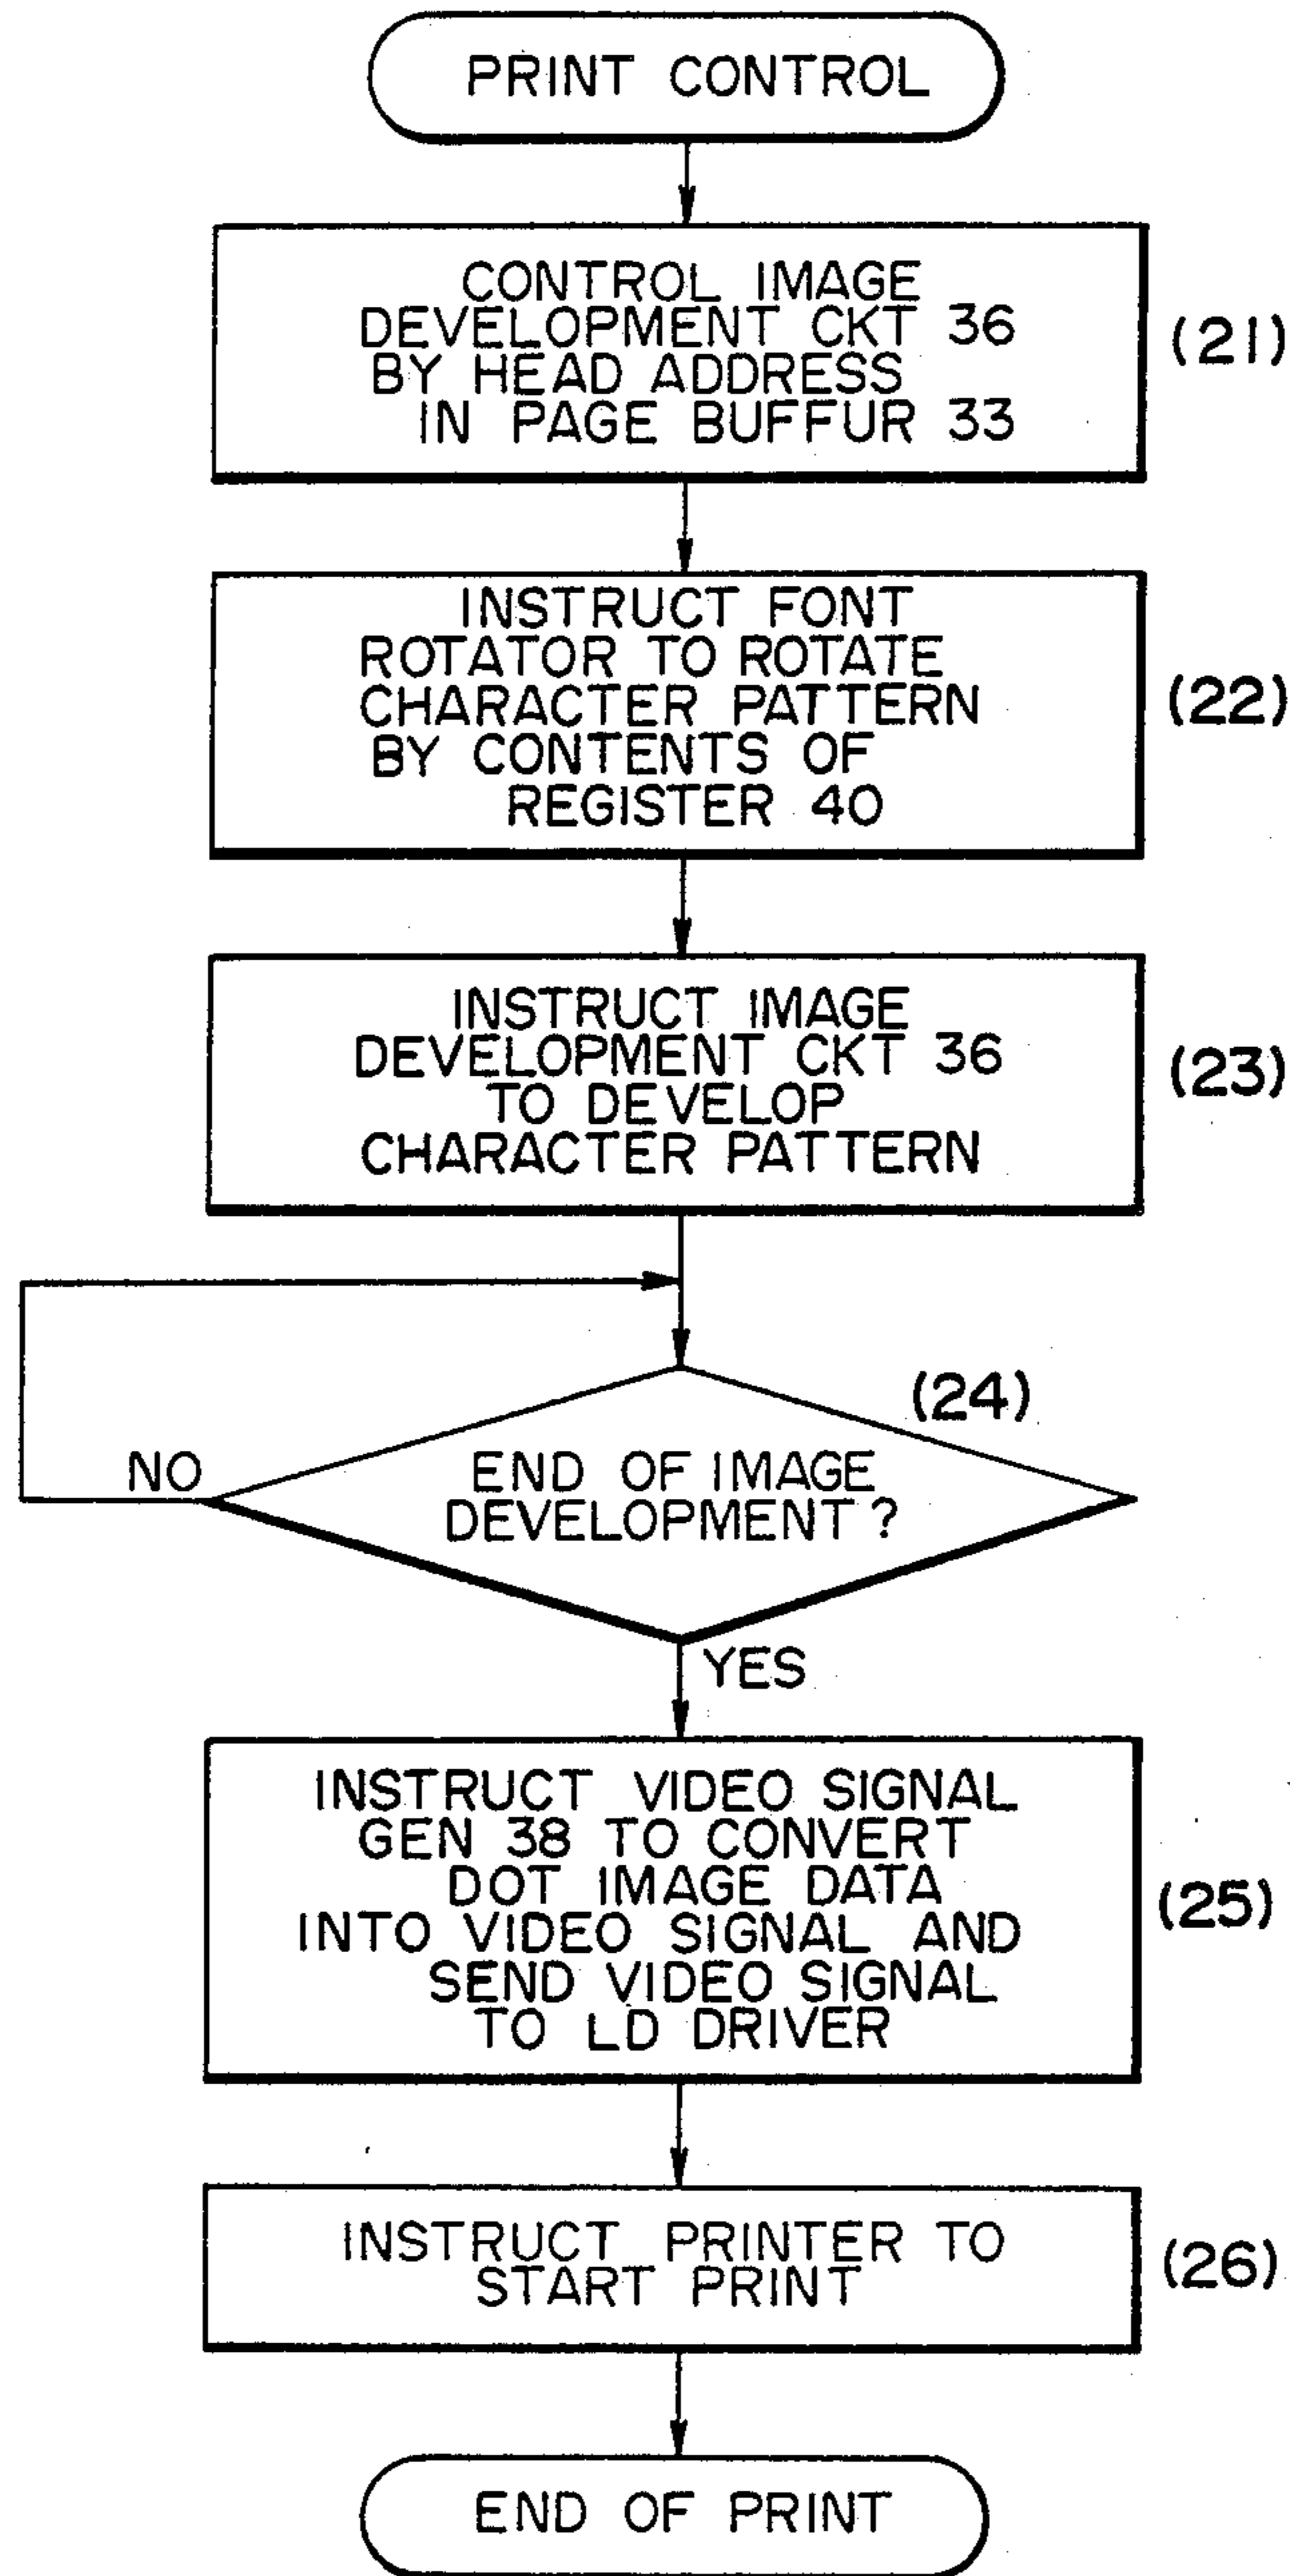 PRINT CONTROL
CONTROL IMAGE
DEVELOPMENT CKT 36
BY HEAD ADDRESS
IN PAGE BUFFUR 33
(21)
INSTRUCT FONT
ROTATOR TO ROTATE
CHARACTER PATTERN
BY CONTENTS OF
REGISTER 40
(22)
INSTRUCT IMAGE
DEVELOPMENT CKT 36
TO DEVELOP
CHARACTER PATTERN
(23)
(24)
NO
END OF IMAGE
DEVELOPMENT ?
YES
INSTRUCT VIDEO SIGNAL
GEN 38 TO CONVERT
DOT IMAGE DATA
INTO VIDEO SIGNAL AND
SEND VIDEO SIGNAL
TO LD DRIVER
(25)
INSTRUCT PRINTER TO
START PRINT
(26)
END OF PRINT